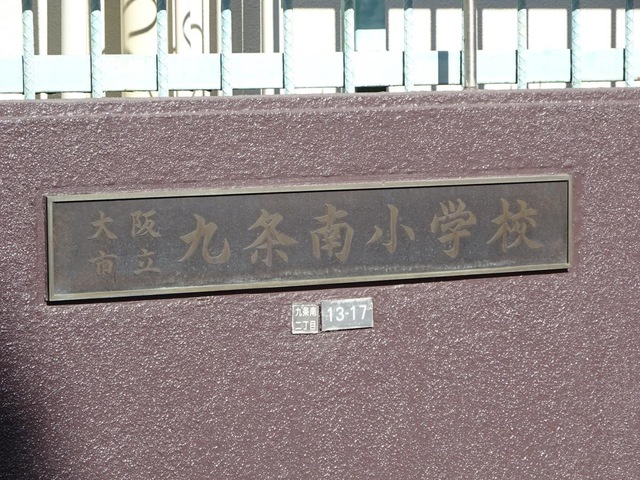 大阪
市立
九条南小学校
九条南
二丁目
13-17